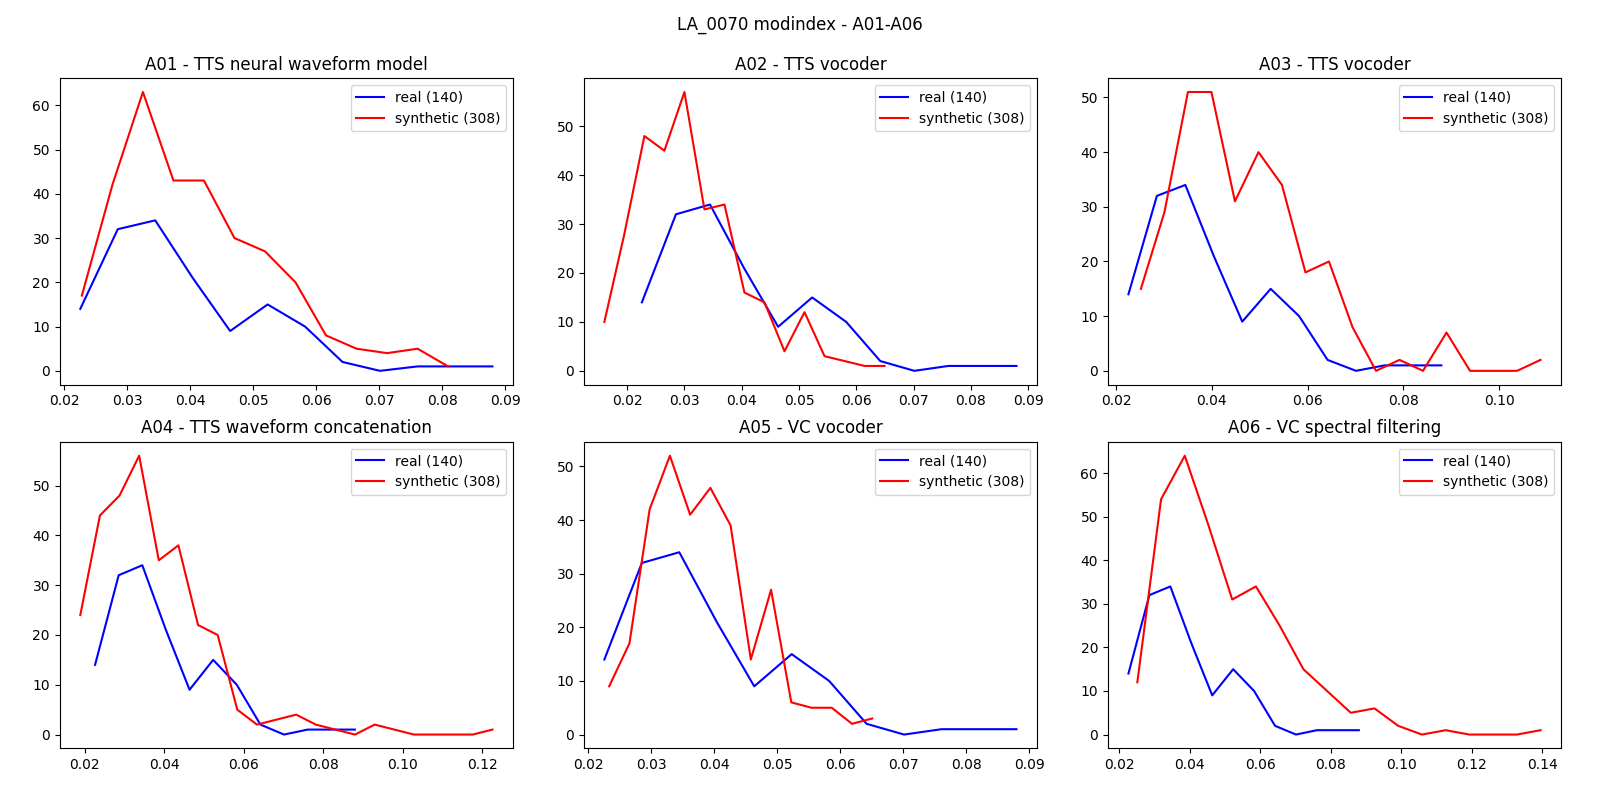 LA_0070 modindex - A01-A06
A01 - TTS neural waveform model
real (140)
synthetic (308)
60
50
40
30
20
10
0
0.02 0.03 0.04 0.05 0.06 0.07 0.08 0.09
A02 - TTS vocoder
real (140)
synthetic (308)
50
40
30
20
10
0
0.02 0.03 0.04 0.05 0.06 0.07 0.08 0.09
A03 - TTS vocoder
real (140)
synthetic (308)
50
40
30
20
10
0
0.02 0.04 0.06 0.08 0.10
A04 - TTS waveform concatenation
real (140)
synthetic (308)
50
40
30
20
10
0
0.02 0.04 0.06 0.08 0.10 0.12
A05 - VC vocoder
real (140)
synthetic (308)
50
40
30
20
10
0
0.02 0.03 0.04 0.05 0.06 0.07 0.08 0.09
A06 - VC spectral filtering
real (140)
synthetic (308)
60
50
40
30
20
10
0
0.02 0.04 0.06 0.08 0.10 0.12 0.14